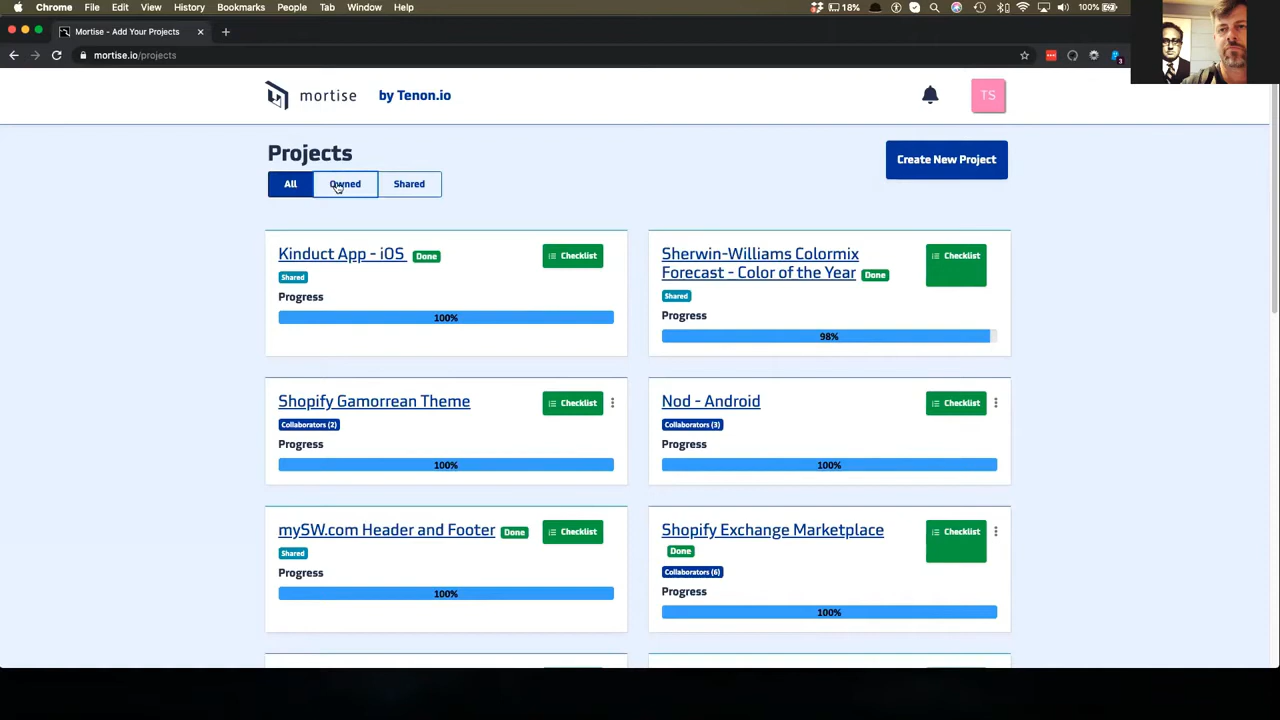 Chrome File Edit View History Bookmarks People Tab Window Help
18%
100%
Mortise - Add Your Projects
mortise.io/projects
3
mortise by Tenon.io
TS
Projects
Create New Project
All Owned Shared
Kinduct App - iOS Done
Checklist
Shared
Progress
100%
Sherwin-Williams Colormix
Forecast - Color of the Year Done
Checklist
Shared
Progress
98%
Shopify Gamorrean Theme
Checklist
Collaborators (2)
Progress
100%
Nod - Android
Checklist
Collaborators (3)
Progress
100%
mySW.com Header and Footer Done
Checklist
Shared
Progress
100%
Shopify Exchange Marketplace
Done
Checklist
Collaborators (6)
Progress
100%